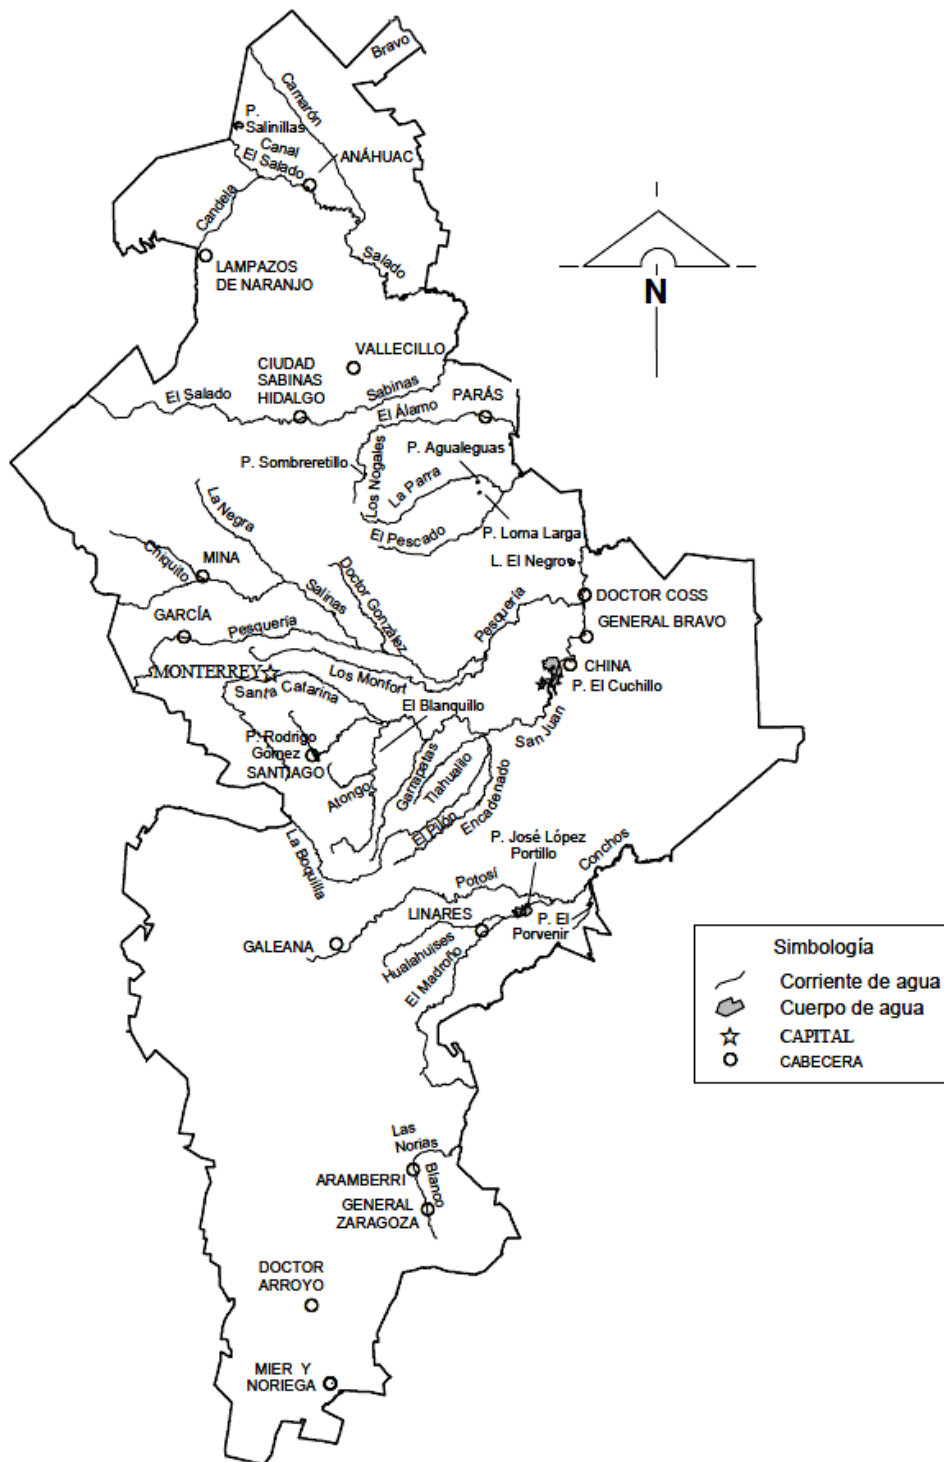 Bravo
Camarón
P.
Salinillas
Canal
El Salado
ANÁHUAC
Candela
Salado
LAMPAZOS
DE NARANJO
N
VALLECILLO
CIUDAD
SABINAS
HIDALGO
Sabinas
El Salado
El Álamo
PARÁS
P. Sombreretillo
Los Nogales
P. Agualeguas
La Parra
La Negra
El Pescado
P. Loma Larga
L. El Negro
Chiquito
MINA
Salinas
Doctor González
DOCTOR COSS
GARCÍA
Pesquería
Pesquería
GENERAL BRAVO
MONTERREY
Los Monfort
CHINA
P. El Cuchillo
Santa Catarina
El Blanquillo
San Juan
P. Rodrigo
Gómez
SANTIAGO
Atongo
Garrapatas
Tlahualilo
Encadenado
El Pilón
La Boquilla
P. José López
Portillo
Conchos
Potosí
LINARES
P. El
Porvenir
GALEANA
Hualahuises
El Madroño
Simbología
Corriente de agua
Cuerpo de agua
CAPITAL
CABECERA
Las
Norias
ARAMBERRI
Blanco
GENERAL
ZARAGOZA
DOCTOR
ARROYO
MIER Y
NORIEGA